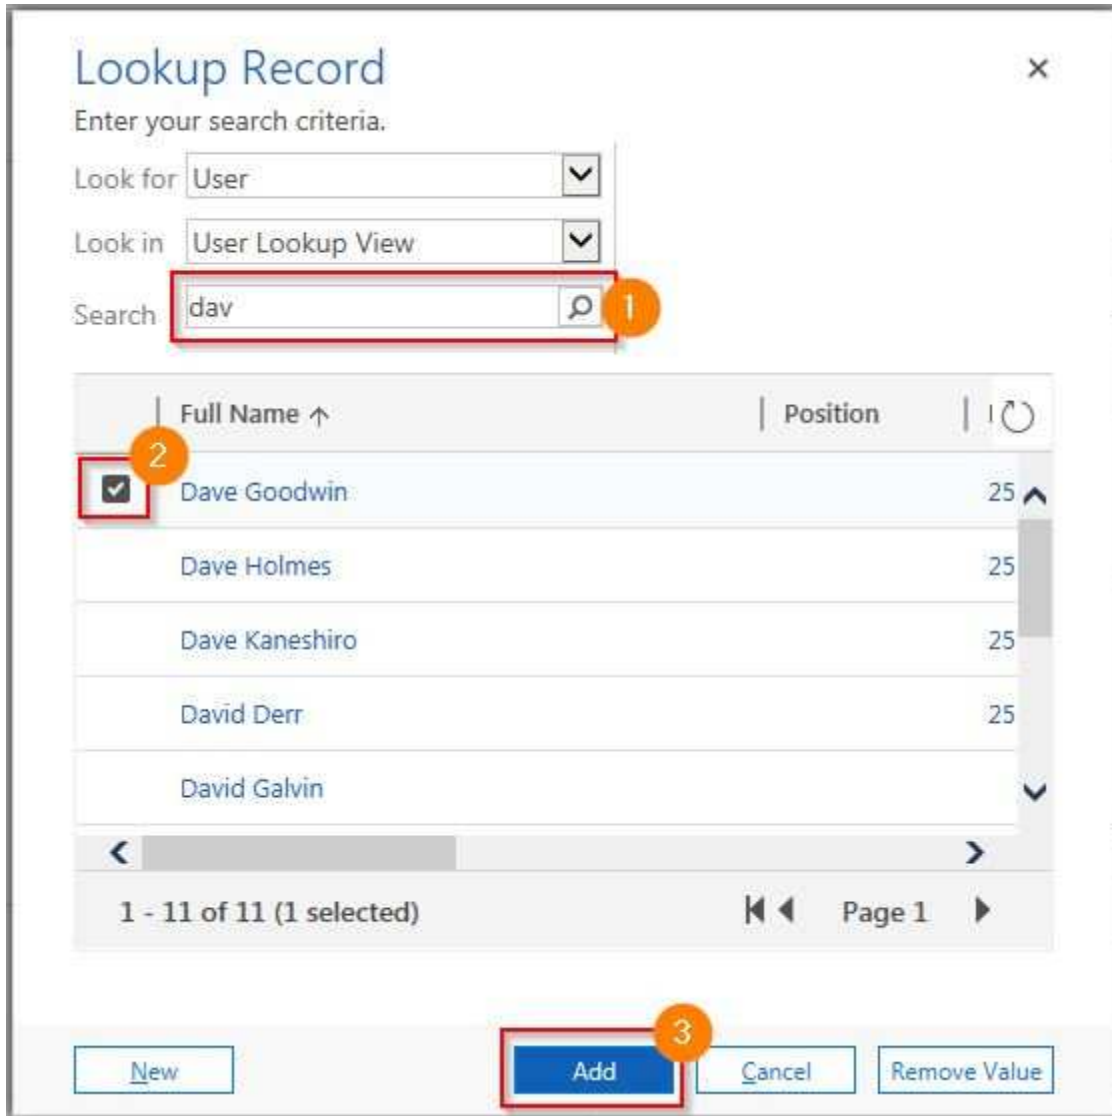 Lookup Record
Enter your search criteria.
Look for User
Look in User Lookup View
Search dav 1
Full Name Position
2
Dave Goodwin 25
Dave Holmes 25
Dave Kaneshiro 25
David Derr 25
David Galvin
1 - 11 of 11 (1 selected) Page 1
3
New Add Cancel Remove Value